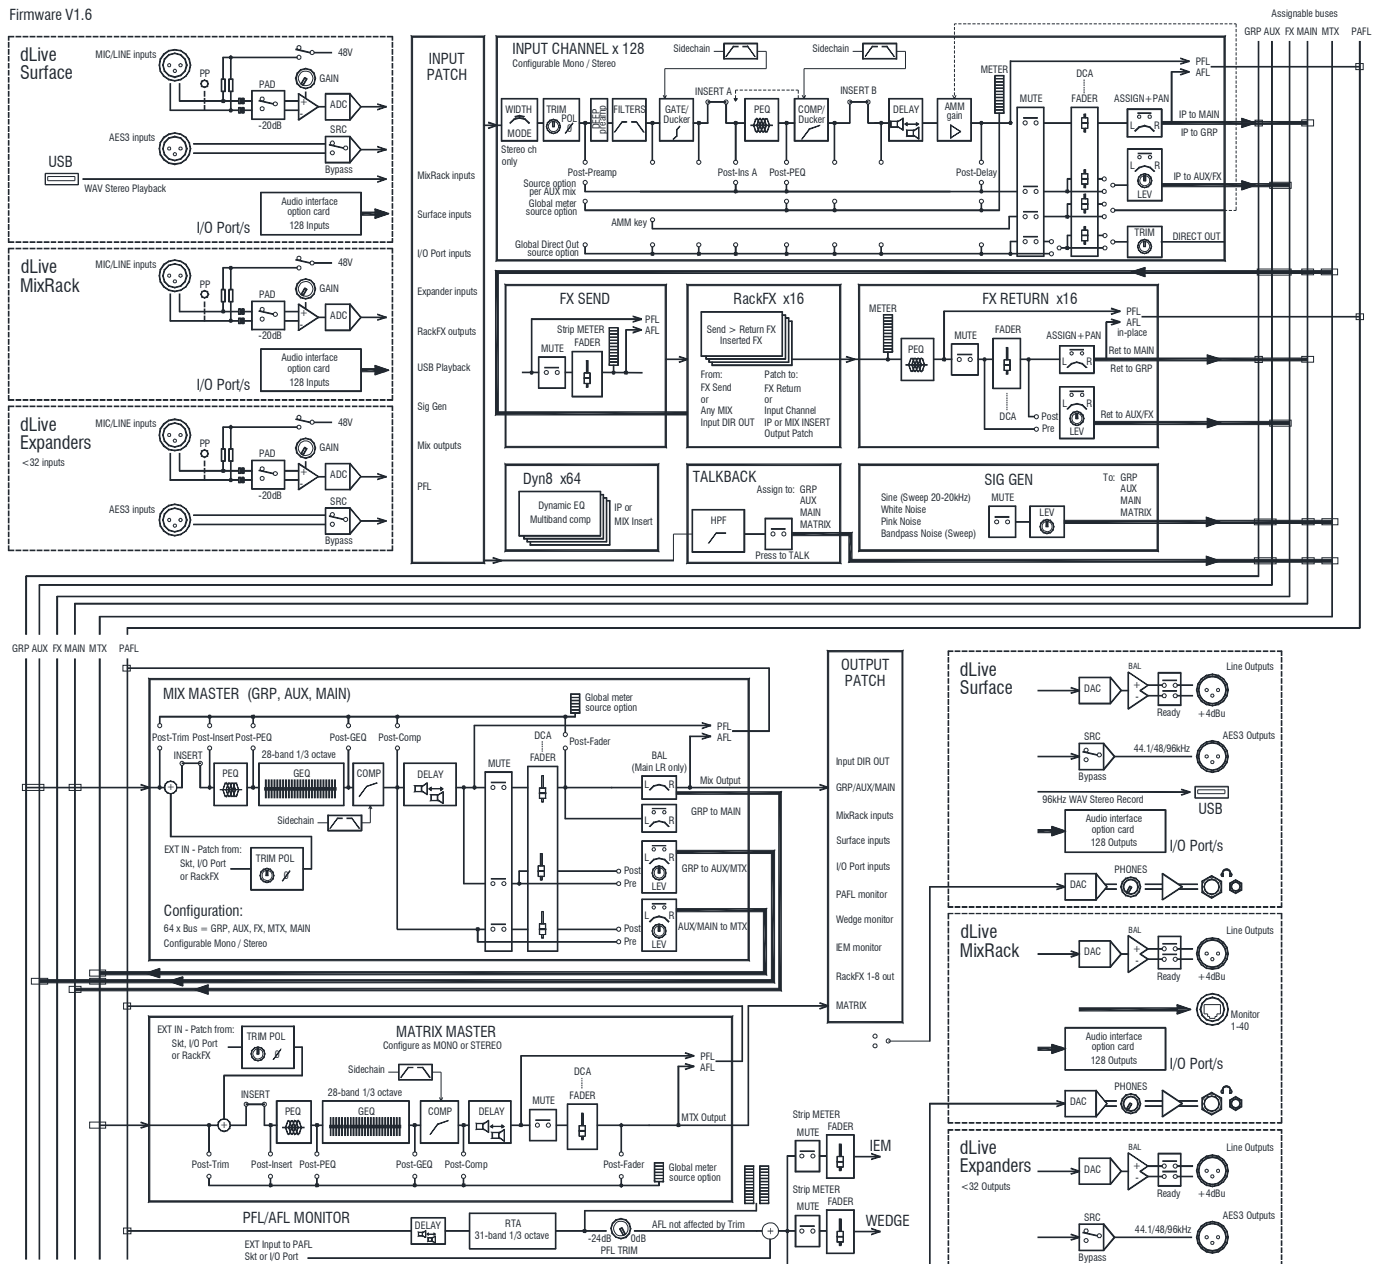 Firmware V1.6
Assignable buses
GRP AUX FX MAIN MTX PAFL
dLive
Surface
MIC/LINE inputs
PP
48V
GAIN
PAD
-20dB
ADC
AES3 inputs
SRC
Bypass
USB
WAV Stereo Playback
Audio interface
option card
128 Inputs
I/O Port/s
dLive
MixRack
MIC/LINE inputs
PP
48V
GAIN
PAD
-20dB
ADC
Audio interface
option card
128 Inputs
I/O Port/s
dLive
Expanders
<32 inputs
MIC/LINE inputs
PP
48V
GAIN
PAD
-20dB
ADC
AES3 inputs
SRC
Bypass
INPUT
PATCH
MixRack inputs
Surface inputs
I/O Port inputs
Expander inputs
RackFX outputs
USB Playback
Sig Gen
Mix outputs
PFL
INPUT CHANNEL x 128
Configurable Mono / Stereo
Sidechain
Sidechain
METER
PFL
AFL
DCA
INSERT A
INSERT B
MUTE
FADER
ASSIGN+PAN
WIDTH
MODE
TRIM
POL
DEEP
preamp
FILTERS
GATE/
Ducker
PEQ
COMP/
Ducker
DELAY
AMM
gain
L R
IP to MAIN
IP to GRP
Stereo ch
only
Post-Preamp
Post-Ins A
Post-PEQ
Post-Delay
Source option
per AUX mix
Global meter
source option
AMM key
Global Direct Out
source option
L R
LEV
IP to AUX/FX
TRIM
DIRECT OUT
FX SEND
Strip METER
PFL
AFL
MUTE
FADER
RackFX x16
Send > Return FX
Inserted FX
From:
FX Send
or
Any MIX
Input DIR OUT
Patch to:
FX Return
or
Input Channel
IP or MIX INSERT
Output Patch
FX RETURN x16
METER
PFL
AFL
in-place
PEQ
MUTE
FADER
ASSIGN+PAN
L R
Ret to MAIN
Ret to GRP
DCA
Post
Pre
L R
LEV
Ret to AUX/FX
Dyn8 x64
Dynamic EQ
Multiband comp
IP or
MIX Insert
TALKBACK
Assign to: GRP
AUX
MAIN
MATRIX
HPF
Press to TALK
SIG GEN
Sine (Sweep 20-20kHz)
White Noise
Pink Noise
Bandpass Noise (Sweep)
MUTE
LEV
To: GRP
AUX
MAIN
MATRIX
GRP AUX FX MAIN MTX PAFL
MIX MASTER (GRP, AUX, MAIN)
Global meter
source option
PFL
AFL
Post-Trim
Post-Insert
Post-PEQ
Post-GEQ
Post-Comp
Post-Fader
DCA
INSERT
28-band 1/3 octave
MUTE
FADER
BAL
(Main LR only)
PEQ
GEQ
COMP
DELAY
L R
Mix Output
Sidechain
L R
GRP to MAIN
EXT IN - Patch from:
Skt, I/O Port
or RackFX
TRIM POL
Post
Pre
L R
LEV
GRP to AUX/MTX
Configuration:
64 x Bus = GRP, AUX, FX, MTX, MAIN
Configurable Mono / Stereo
Post
Pre
L R
LEV
AUX/MAIN to MTX
MATRIX MASTER
Configure as MONO or STEREO
EXT IN - Patch from:
Skt, I/O Port
or RackFX
TRIM POL
PFL
AFL
Sidechain
DCA
INSERT
28-band 1/3 octave
FADER
MUTE
PEQ
GEQ
COMP
DELAY
MTX Output
Post-Trim
Post-Insert
Post-PEQ
Post-GEQ
Post-Comp
Post-Fader
Global meter
source option
PFL/AFL MONITOR
DELAY
RTA
31-band 1/3 octave
-24dB
0dB
PFL TRIM
AFL not affected by Trim
EXT Input to PAFL
Skt or I/O Port
Strip METER
MUTE
FADER
IEM
Strip METER
MUTE
FADER
WEDGE
OUTPUT
PATCH
Input DIR OUT
GRP/AUX/MAIN
MixRack inputs
Surface inputs
I/O Port inputs
PAFL monitor
Wedge monitor
IEM monitor
RackFX 1-8 out
MATRIX
dLive
Surface
BAL
Line Outputs
DAC
Ready
+4dBu
SRC
Bypass
44.1/48/96kHz
AES3 Outputs
96kHz WAV Stereo Record
USB
Audio interface
option card
128 Outputs
I/O Port/s
PHONES
DAC
dLive
MixRack
BAL
Line Outputs
DAC
Ready
+4dBu
Monitor
1-40
Audio interface
option card
128 Outputs
I/O Port/s
PHONES
DAC
dLive
Expanders
<32 Outputs
BAL
Line Outputs
DAC
Ready
+4dBu
SRC
Bypass
44.1/48/96kHz
AES3 Outputs